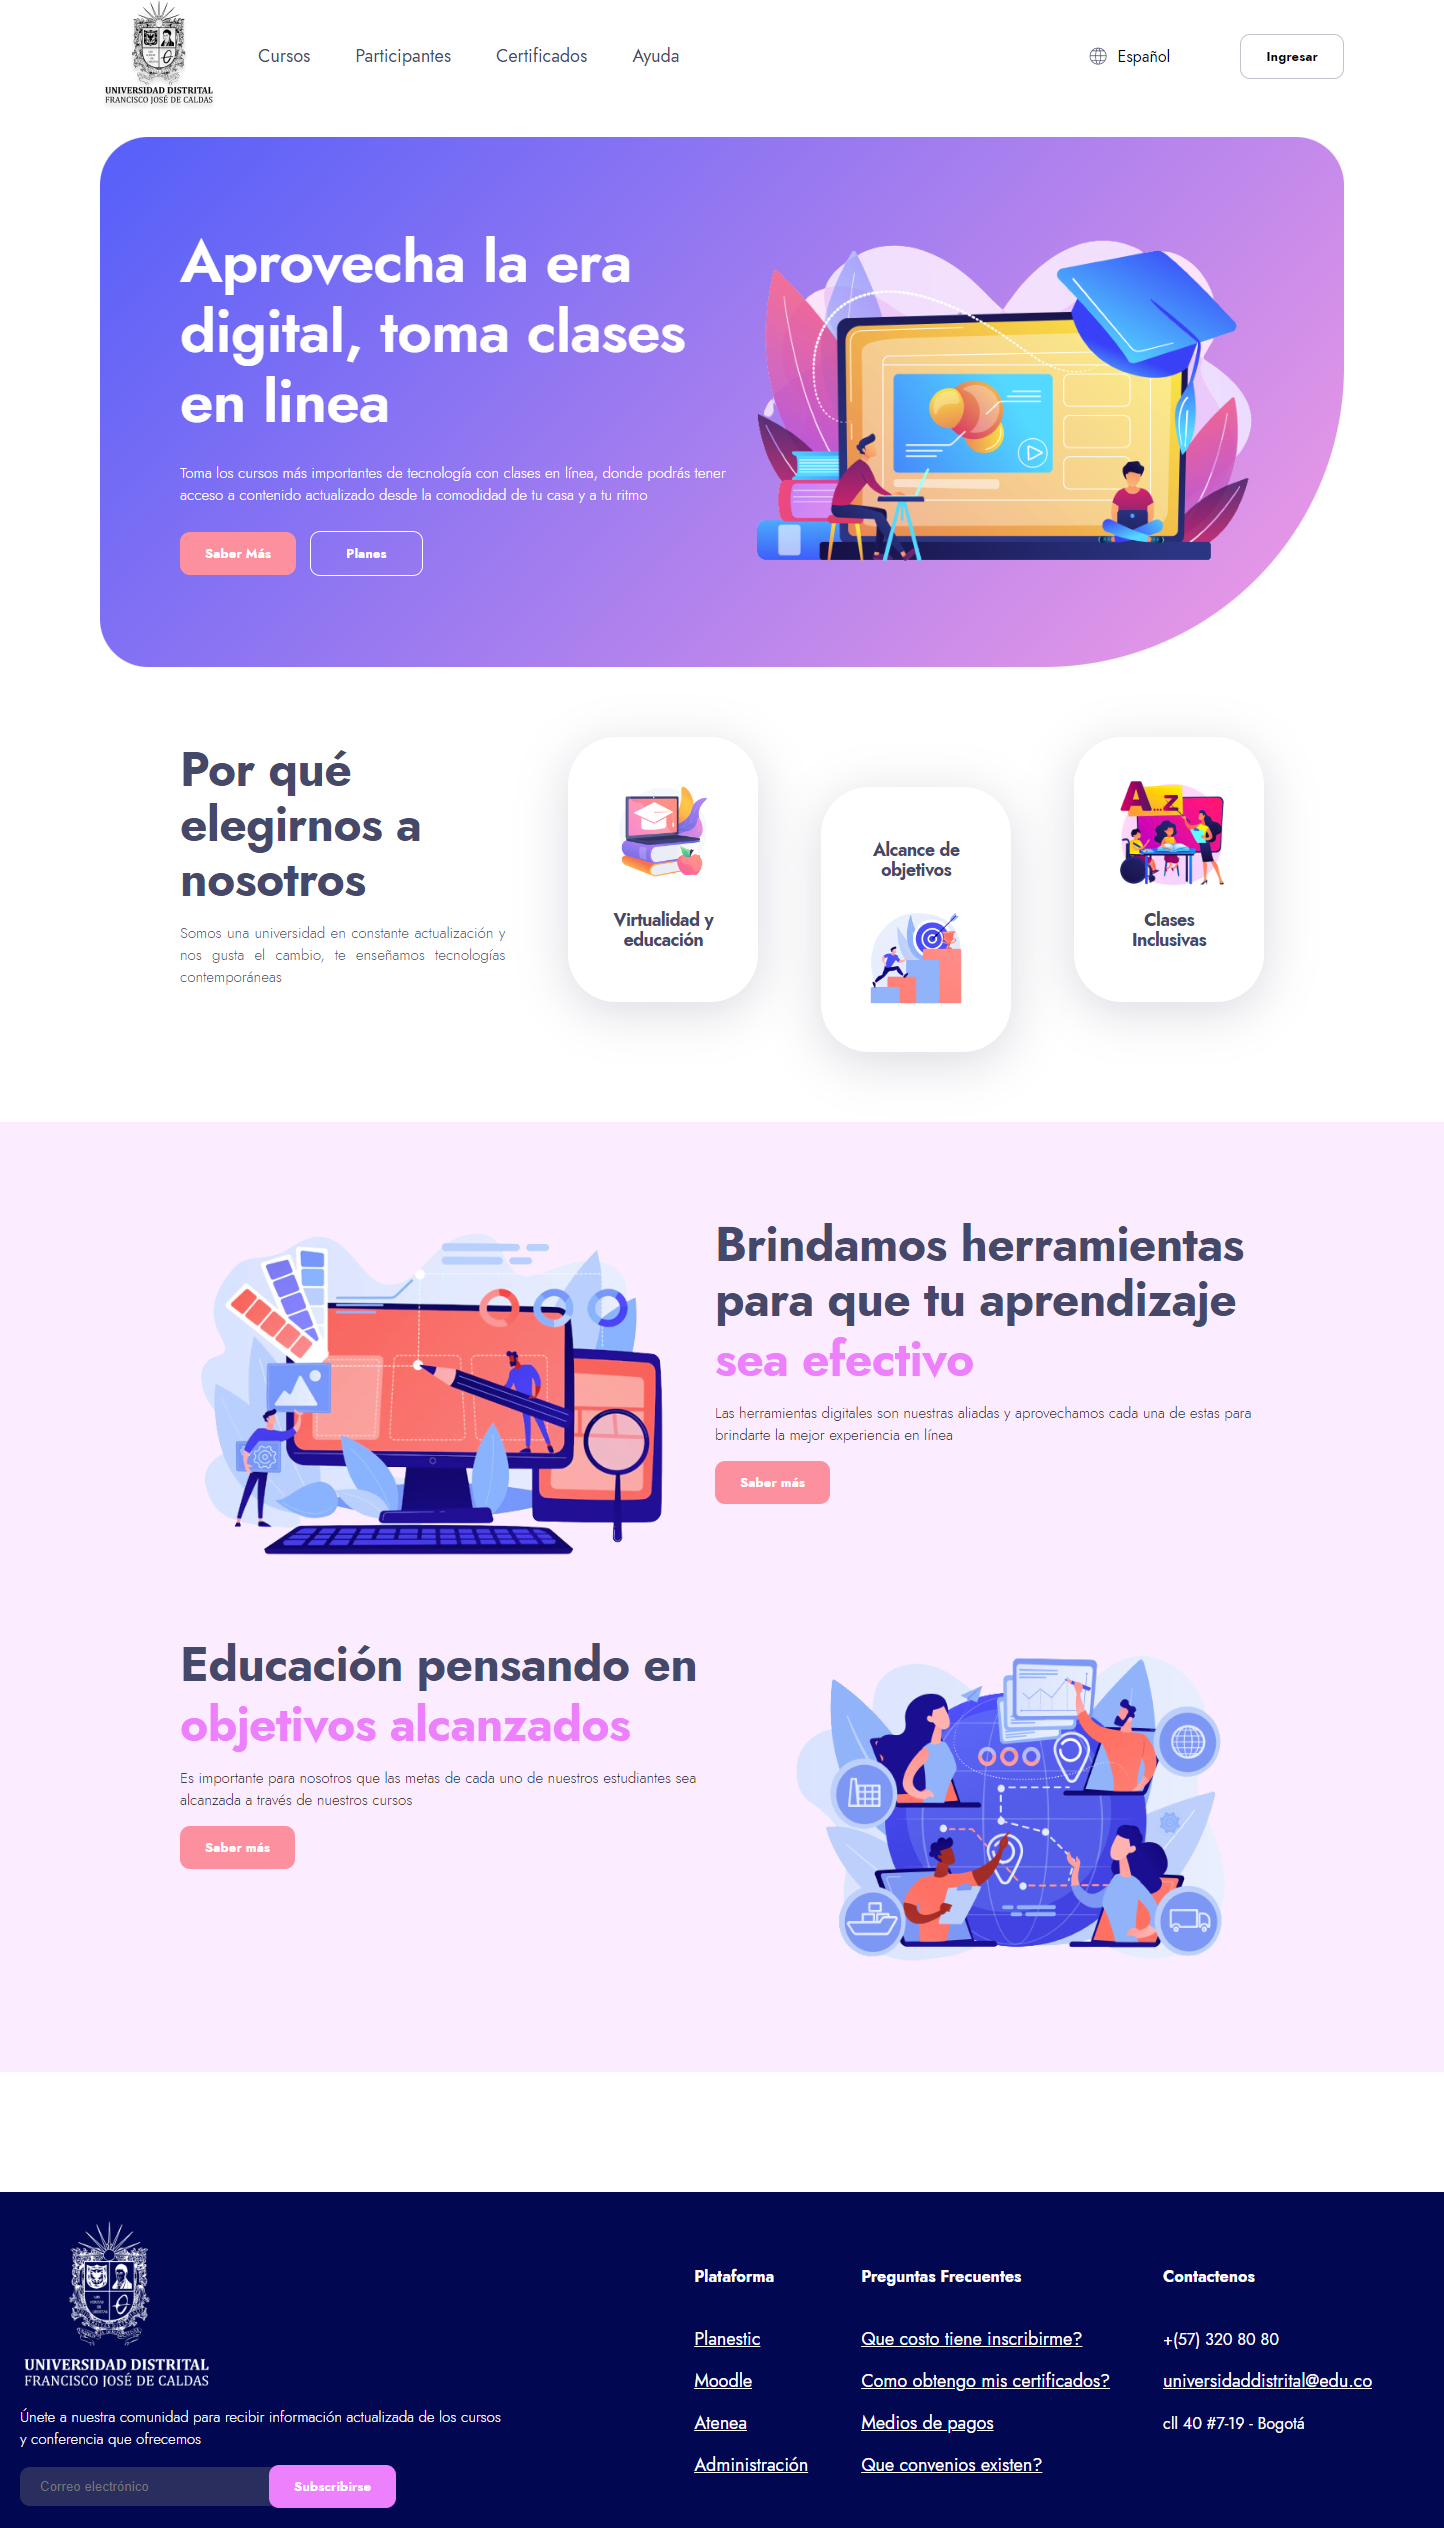 UNIVERSIDAD DISTRITAL
FRANCISCO JOSÉ DE CALDAS
Cursos
Participantes
Certificados
Ayuda
Español
Ingresar
Aprovecha la era
digital, toma clases
en linea
Toma los cursos más importantes de tecnología con clases en línea, donde podrás tener
acceso a contenido actualizado desde la comodidad de tu casa y a tu ritmo
Saber Más
Planes
Por qué
elegirnos a
nosotros
Somos una universidad en constante actualización y
nos gusta el cambio, te enseñamos tecnologías
contemporáneas
Virtualidad y
educación
Alcance de
objetivos
A...Z
Clases
Inclusivas
Brindamos herramientas
para que tu aprendizaje
sea efectivo
Las herramientas digitales son nuestras aliadas y aprovechamos cada una de estas para
brindarte la mejor experiencia en línea
Saber más
Educación pensando en
objetivos alcanzados
Es importante para nosotros que las metas de cada uno de nuestros estudiantes sea
alcanzada a través de nuestros cursos
Saber más
UNIVERSIDAD DISTRITAL
FRANCISCO JOSÉ DE CALDAS
Únete a nuestra comunidad para recibir información actualizada de los cursos
y conferencia que ofrecemos
Correo electrónico
Subscribirse
Plataforma
Planestic
Moodle
Atenea
Administración
Preguntas Frecuentes
Que costo tiene inscribirme?
Como obtengo mis certificados?
Medios de pagos
Que convenios existen?
Contactenos
+(57) 320 80 80
universidaddistrital@edu.co
cll 40 #7-19 - Bogotá